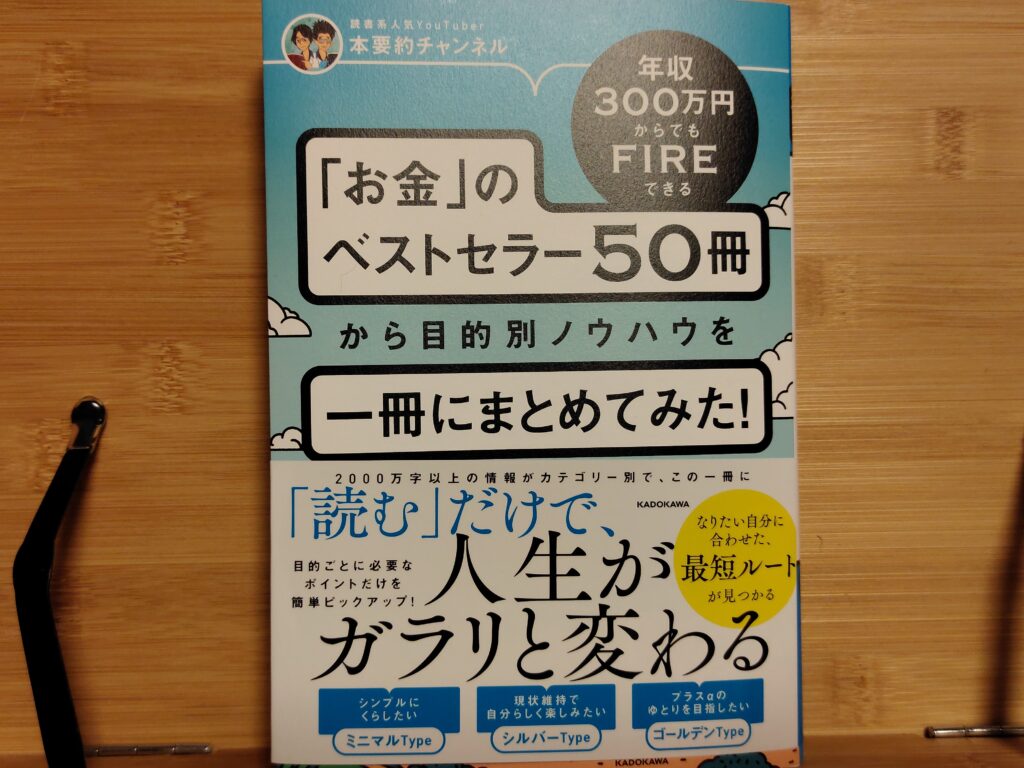 読書系人気YouTuber
本要約チャンネル
年収
300万円
からでも
FIRE
できる
「お金」の
ベストセラー50冊
から目的別ノウハウを
一冊にまとめてみた!
2000万字以上の情報がカテゴリー別で、この一冊に
KADOKAWA
「読む」だけで、
人生が
ガラリと変わる
目的ごとに必要な
ポイントだけを
簡単ピックアップ!
なりたい自分に
合わせた、
最短ルート
が見つかる
シンプルに
くらしたい
ミニマルType
現状維持で
自分らしく楽しみたい
シルバーType
プラスαの
ゆとりを目指したい
ゴールデンType
KADOKAWA